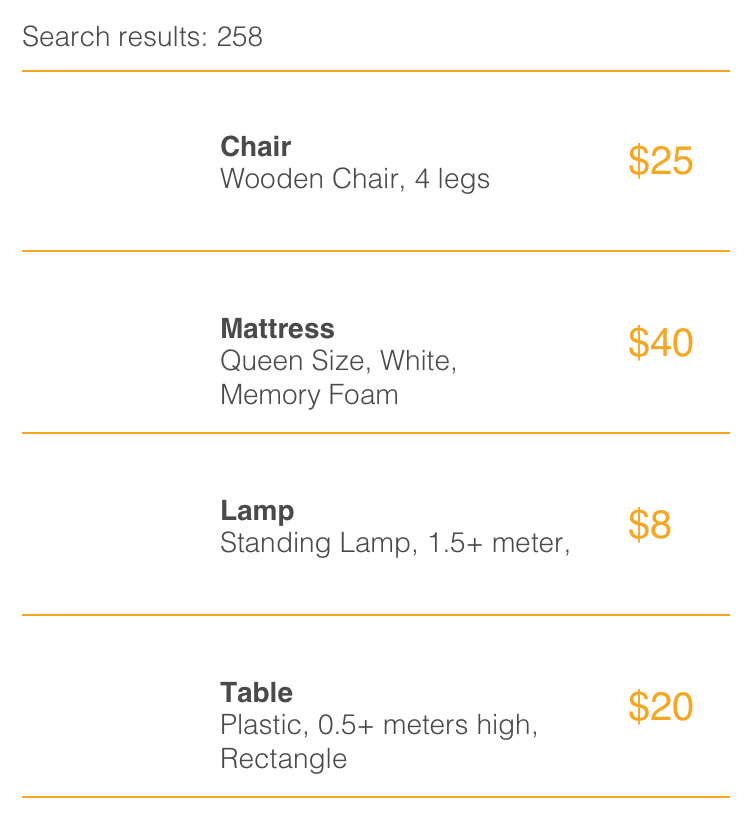 Search results: 258
Chair
Wooden Chair, 4 legs
$25
Mattress
Queen Size, White,
Memory Foam
$40
Lamp
Standing Lamp, 1.5+ meter,
$8
Table
Plastic, 0.5+ meters high,
Rectangle
$20